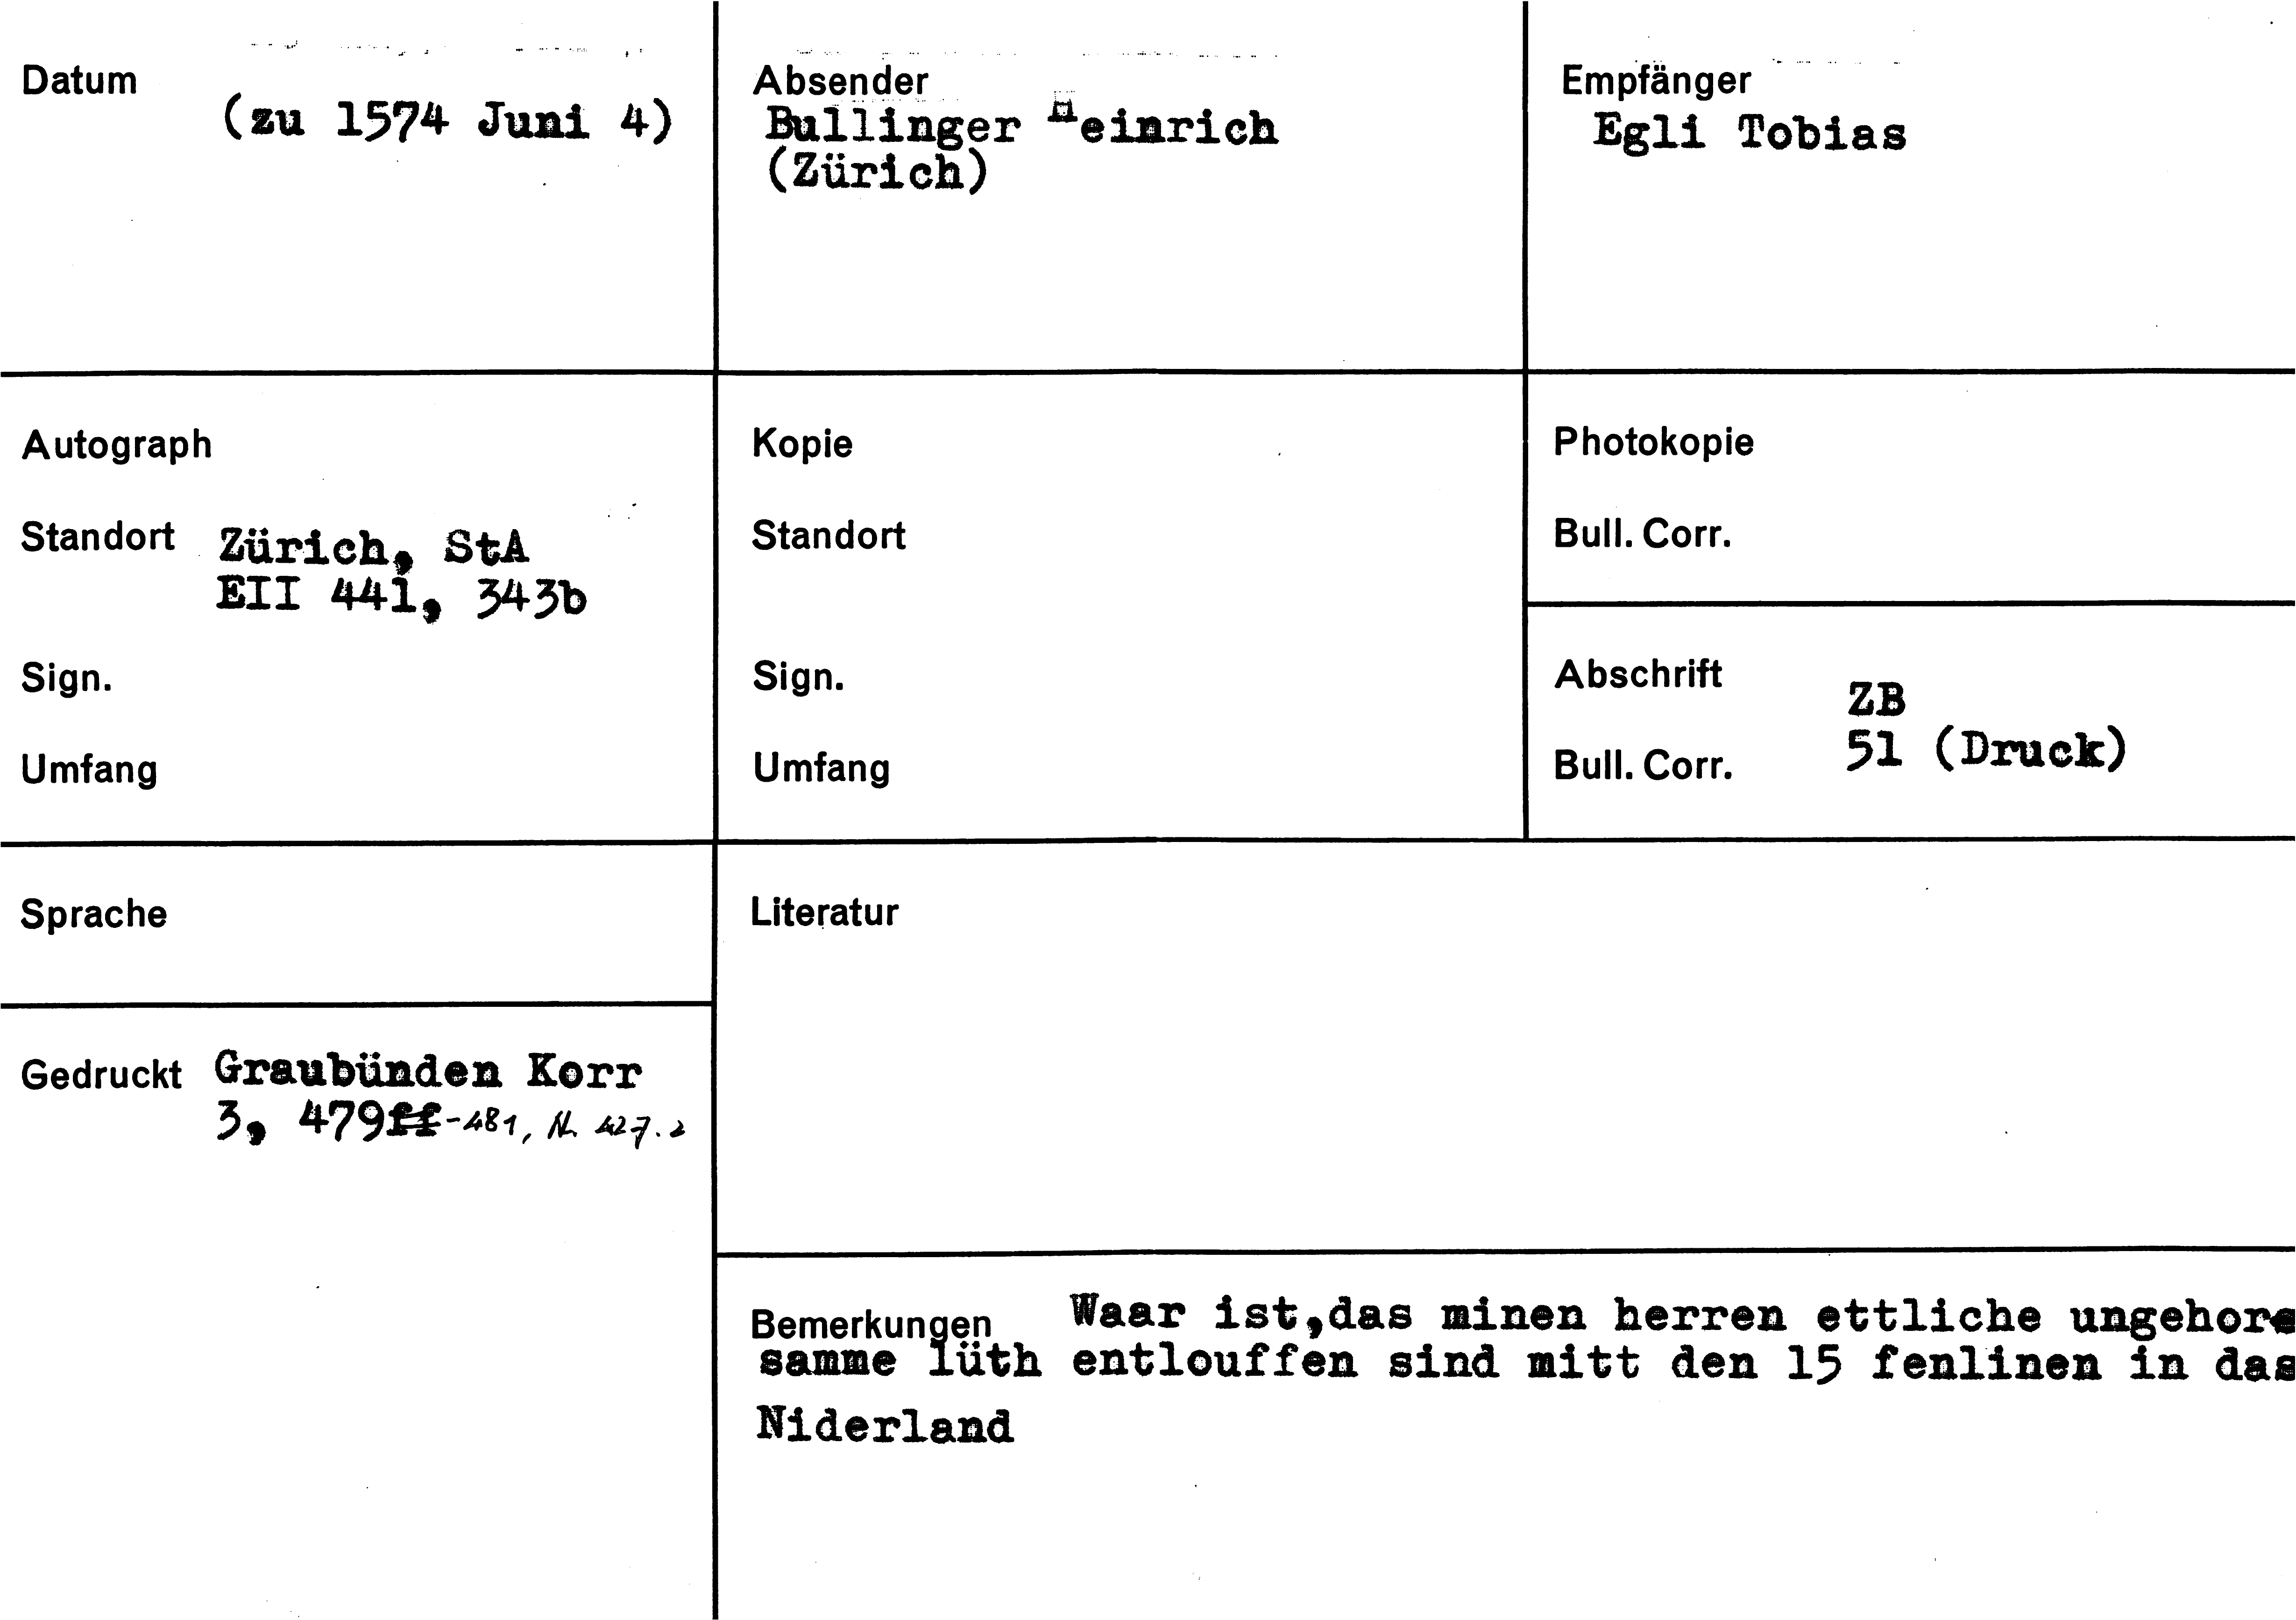 Datum
(zu 1574 Juni 4)
Absender
Bullinger Heinrich
(Zürich)
Empfänger
Egli Tobias
Autograph
Standort Zürich, StA
EII 441, 343b
Sign.
Umfang
Kopie
Standort
Sign.
Umfang
Photokopie
Bull. Corr.
Abschrift ZB
Bull. Corr. 51 (Druck)
Sprache
Literatur
Gedruckt Graubünden Korr
3, 479ff-481, N. 427.2
Bemerkungen Waar ist,das minen herren ettliche ungehore
samme lüth entlouffen sind mitt den 15 fenlinen in das
Niderland